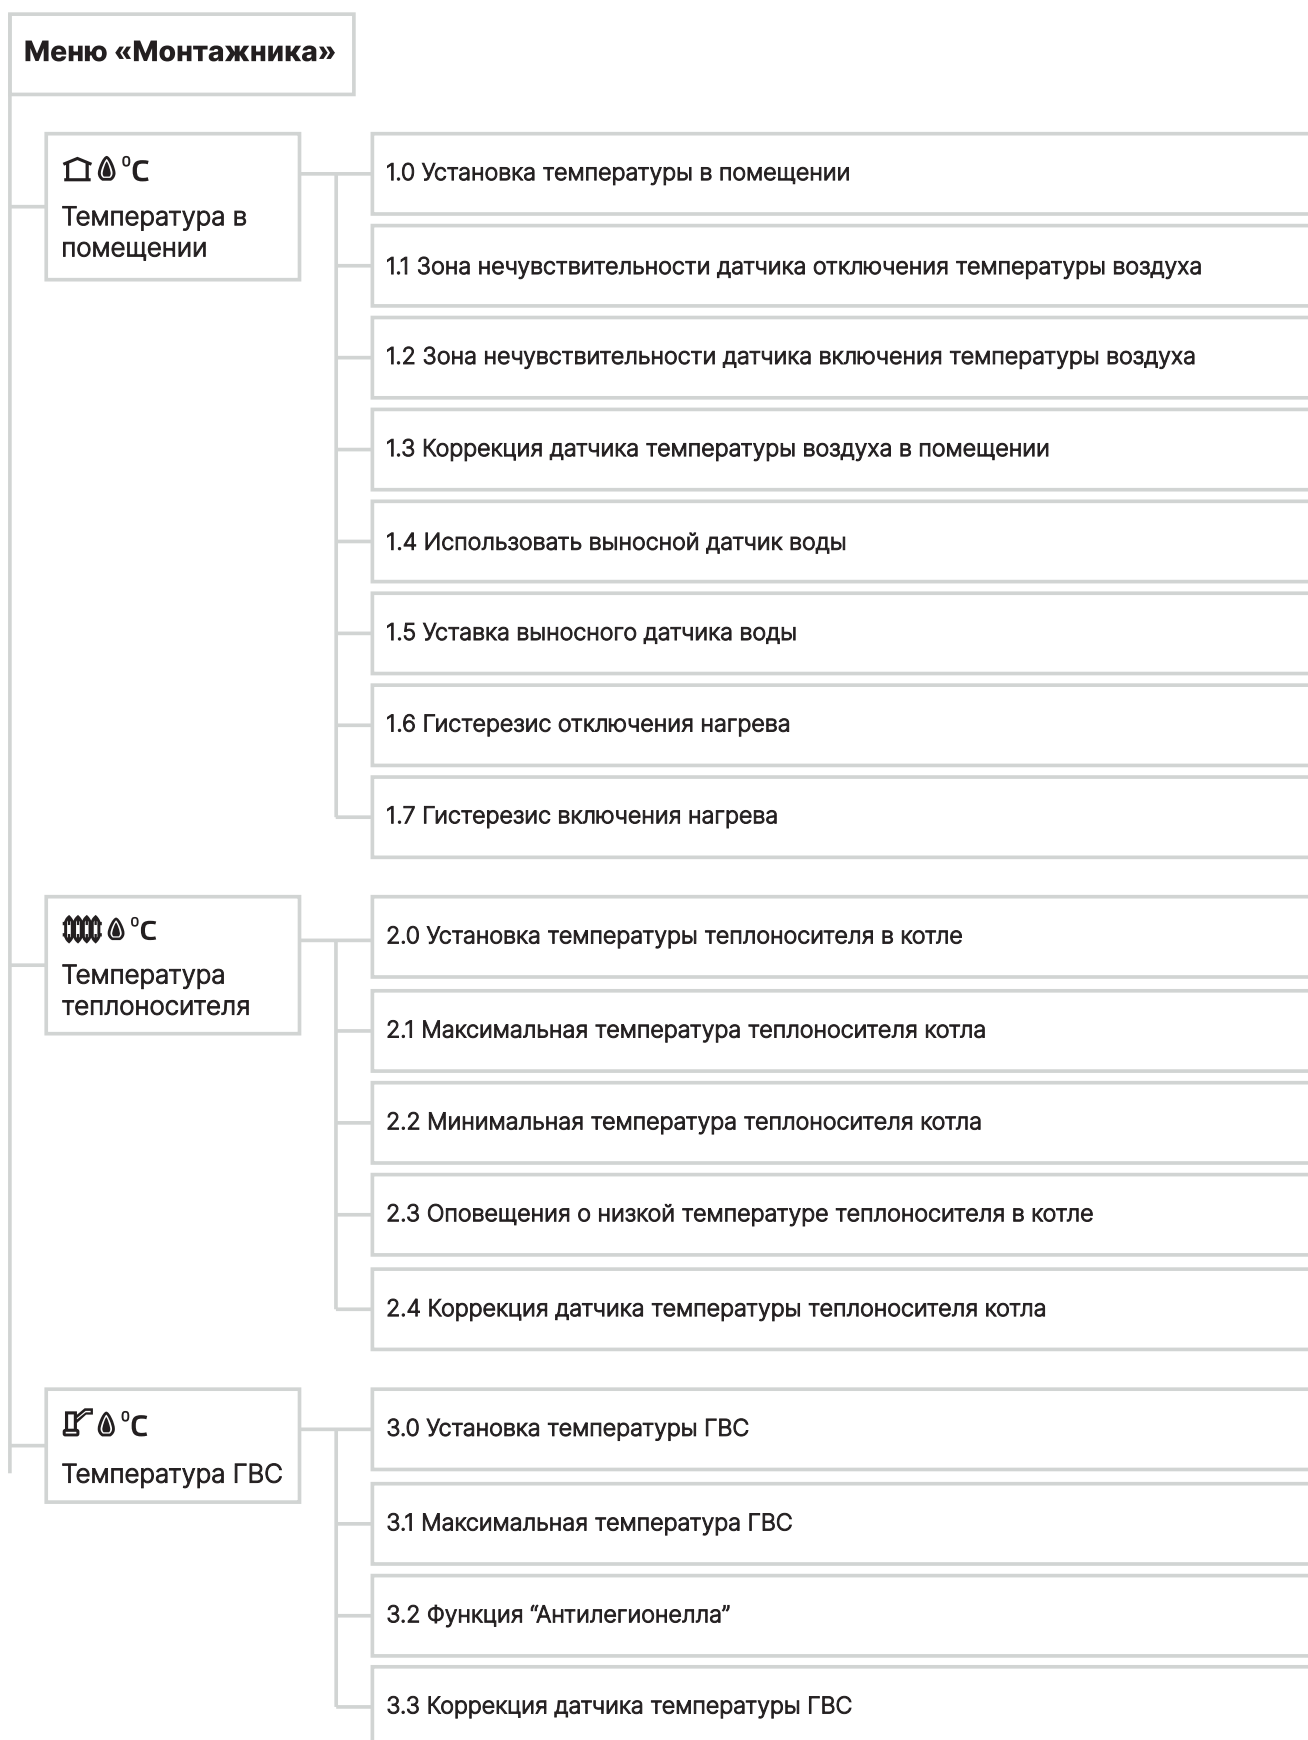 Меню «Монтажника»
⁰C
Температура в
помещении
1.0 Установка температуры в помещении
1.1 Зона нечувствительности датчика отключения температуры воздуха
1.2 Зона нечувствительности датчика включения температуры воздуха
1.3 Коррекция датчика температуры воздуха в помещении
1.4 Использовать выносной датчик воды
1.5 Уставка выносного датчика воды
1.6 Гистерезис отключения нагрева
1.7 Гистерезис включения нагрева
⁰C
Температура
теплоносителя
2.0 Установка температуры теплоносителя в котле
2.1 Максимальная температура теплоносителя котла
2.2 Минимальная температура теплоносителя котла
2.3 Оповещения о низкой температуре теплоносителя в котле
2.4 Коррекция датчика температуры теплоносителя котла
⁰C
Температура ГВС
3.0 Установка температуры ГВС
3.1 Максимальная температура ГВС
3.2 Функция “Антилегионелла”
3.3 Коррекция датчика температуры ГВС